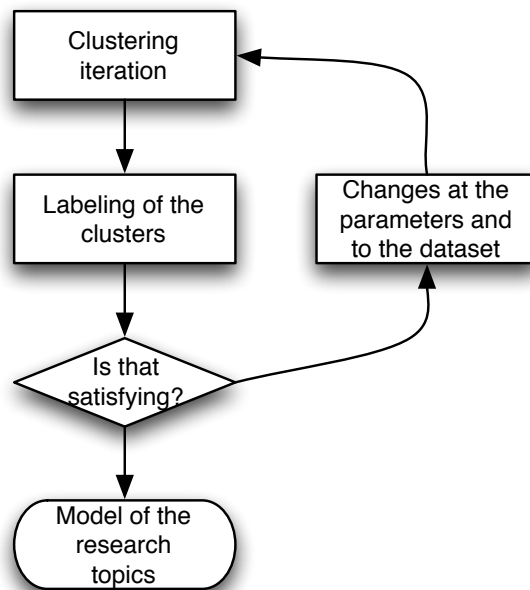 Clustering
iteration
Labeling of the
clusters
Changes at the
parameters and
to the dataset
Is that
satisfying?
Model of the
research
topics